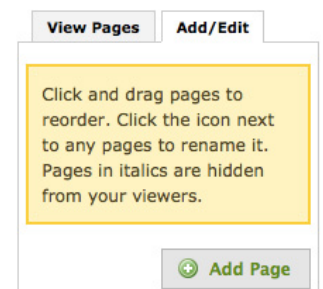 View Pages Add/Edit
Click and drag pages to
reorder. Click the icon next
to any pages to rename it.
Pages in italics are hidden
from your viewers.
Add Page